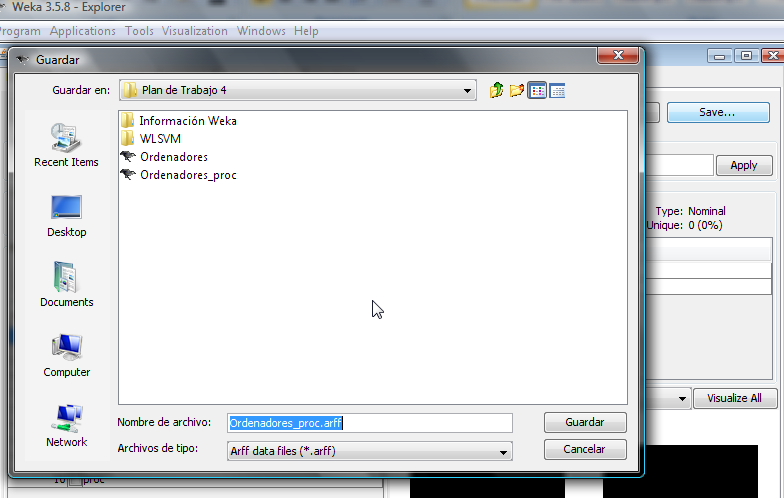 Weka 3.5.8 - Explorer
Program Applications Tools Visualization Windows Help
Guardar
Guardar en: Plan de Trabajo 4
Save...
Información Weka
WLSVM
Ordenadores
Ordenadores_proc
Recent Items
Desktop
Documents
Computer
Network
Apply
Type: Nominal
Unique: 0 (0%)
Visualize All
Nombre de archivo: Ordenadores_proc.arff
Guardar
Archivos de tipo: Arff data files (*.arff)
Cancelar
10 proc